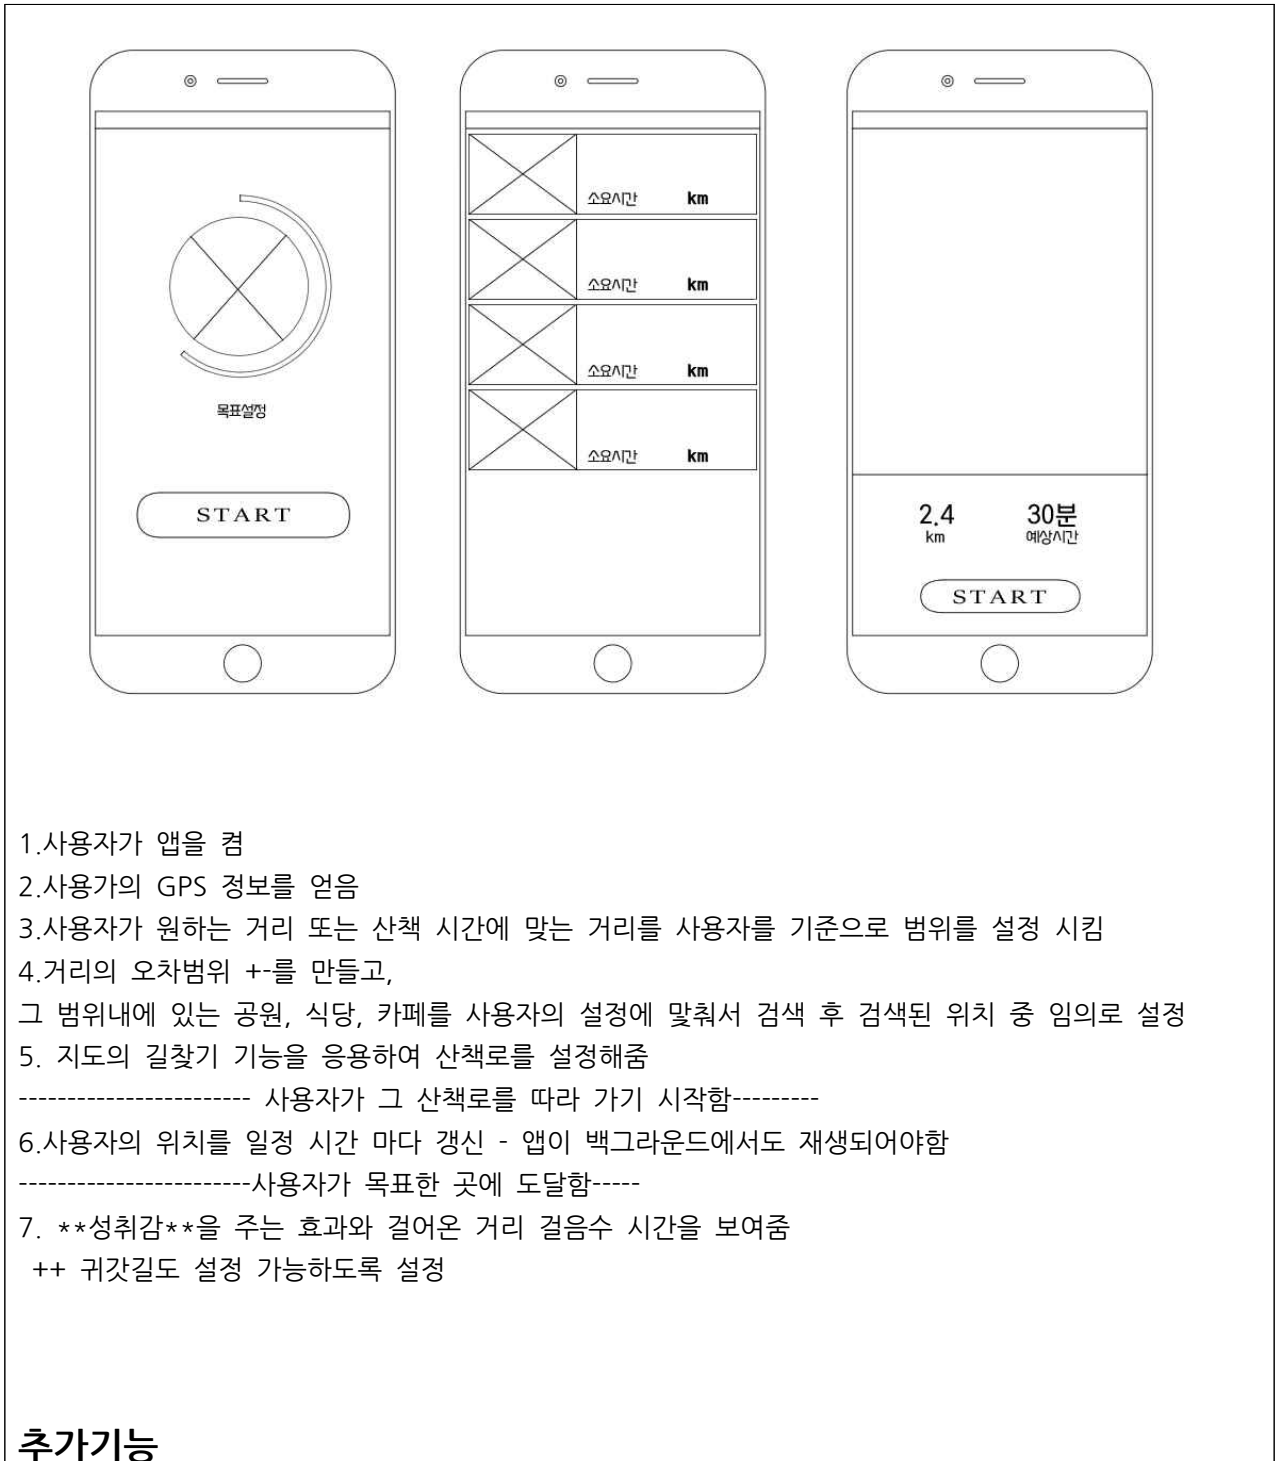 목표설정
START
소요시간 km
소요시간 km
소요시간 km
소요시간 km
2.4 30분
km 예상시간
START
1.사용자가 앱을 켬
2.사용가의 GPS 정보를 얻음
3.사용자가 원하는 거리 또는 산책 시간에 맞는 거리를 사용자를 기준으로 범위를 설정 시킴
4.거리의 오차범위 +-를 만들고,
그 범위내에 있는 공원, 식당, 카페를 사용자의 설정에 맞춰서 검색 후 검색된 위치 중 임의로 설정
5. 지도의 길찾기 기능을 응용하여 산책로를 설정해줌
------------------------ 사용자가 그 산책로를 따라 가기 시작함---------
6.사용자의 위치를 일정 시간 마다 갱신 - 앱이 백그라운드에서도 재생되어야함
------------------------사용자가 목표한 곳에 도달함-----
7. **성취감**을 주는 효과와 걸어온 거리 걸음수 시간을 보여줌
++ 귀갓길도 설정 가능하도록 설정
추가기능